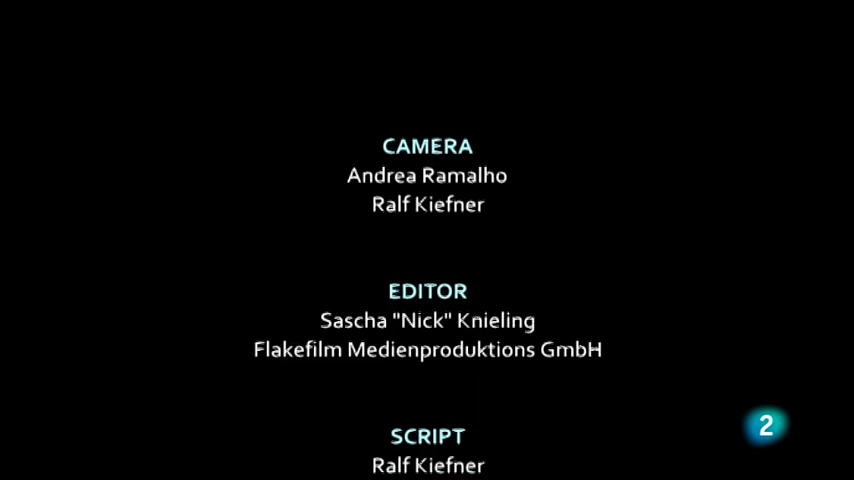 CAMERA
Andrea Ramalho
Ralf Kiefner
EDITOR
Sascha "Nick" Knieling
Flakefilm Medienproduktions GmbH
SCRIPT
Ralf Kiefner
2